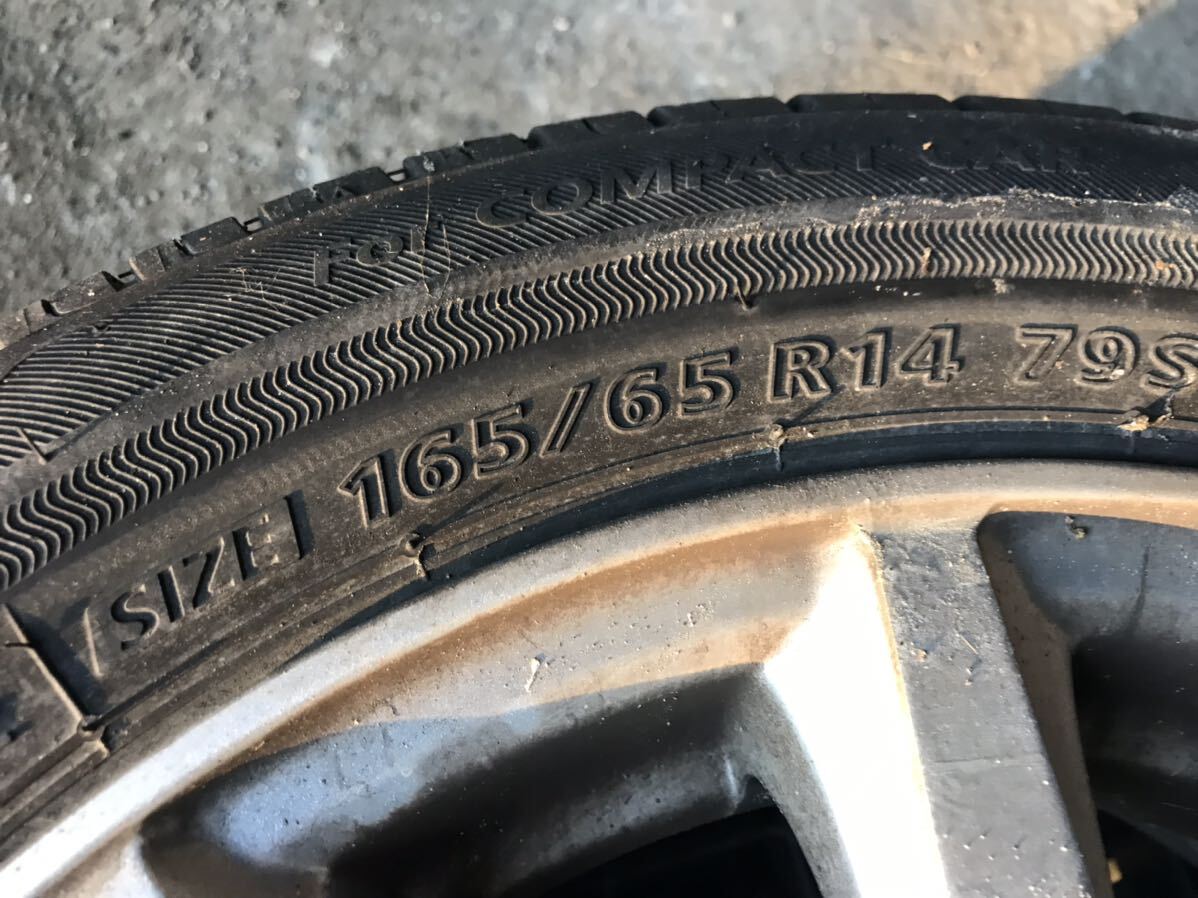 For COMPACT CAR
SIZE 165/65 R14 79S